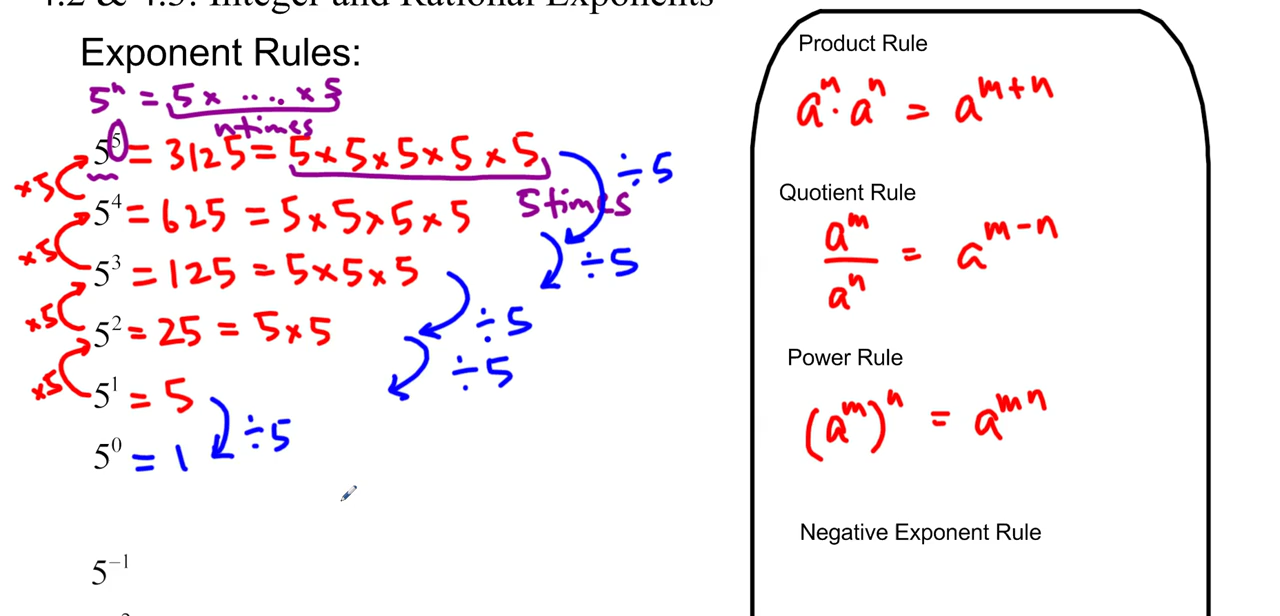 4.2 & 4.3: Integer and Rational Exponents
Exponent Rules:
5ⁿ = 5 × .... × 5
n times
5⁵ = 3125 = 5 × 5 × 5 × 5 × 5
÷5
×5
5 times
5⁴ = 625 = 5 × 5 × 5 × 5
×5
÷5
5³ = 125 = 5 × 5 × 5
×5
÷5
5² = 25 = 5 × 5
÷5
×5
5¹ = 5
÷5
5⁰ = 1
5⁻¹
Product Rule
aᵐ · aⁿ = aᵐ⁺ⁿ
Quotient Rule
aᵐ/aⁿ = aᵐ⁻ⁿ
Power Rule
(aᵐ)ⁿ = aᵐⁿ
Negative Exponent Rule